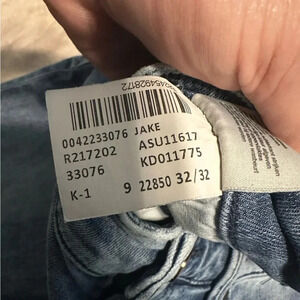 0042233076 JAKE
R217202 ASU11617
33076 KD011775
K-1 9 22850 32/32